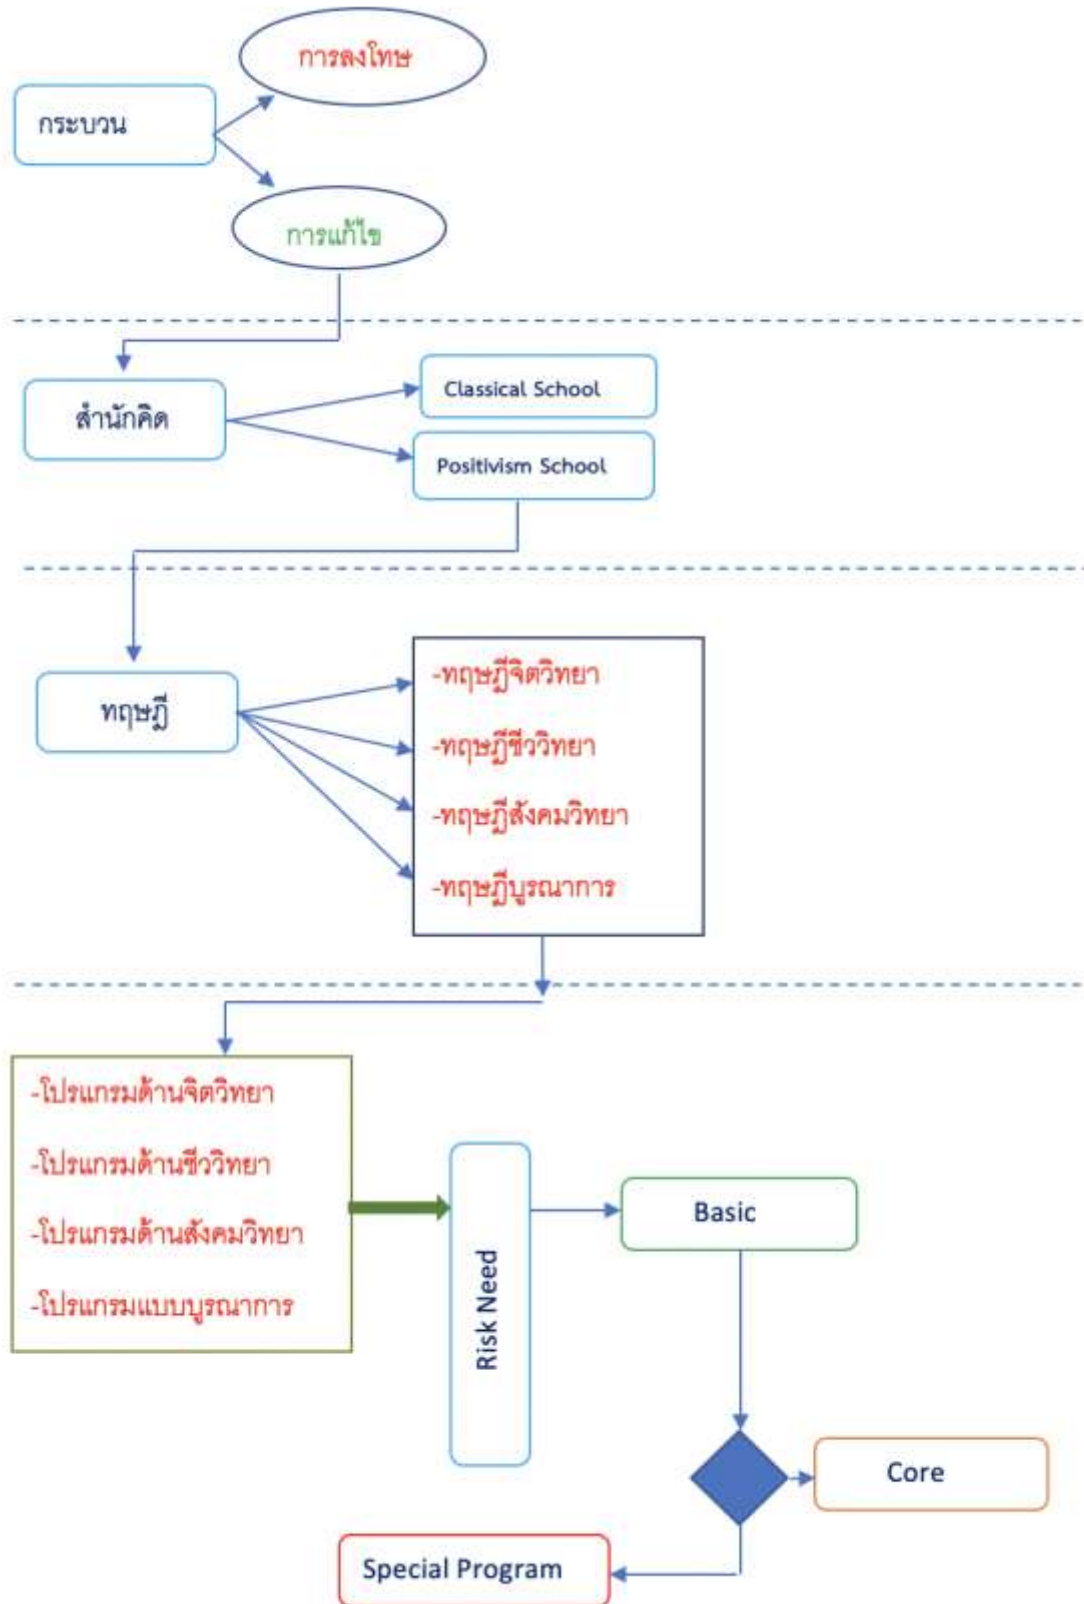 การลงโทษ
กระบวน
การแก้ไข
Classical School
สำนักคิด
Positivism School
-ทฤษฎีจิตวิทยา
ทฤษฎี
-ทฤษฎีชีววิทยา
-ทฤษฎีสังคมวิทยา
-ทฤษฎีบูรณาการ
-โปรแกรมด้านจิตวิทยา
-โปรแกรมด้านชีววิทยา
-โปรแกรมด้านสังคมวิทยา
-โปรแกรมแบบบูรณาการ
Risk Need
Basic
Core
Special Program